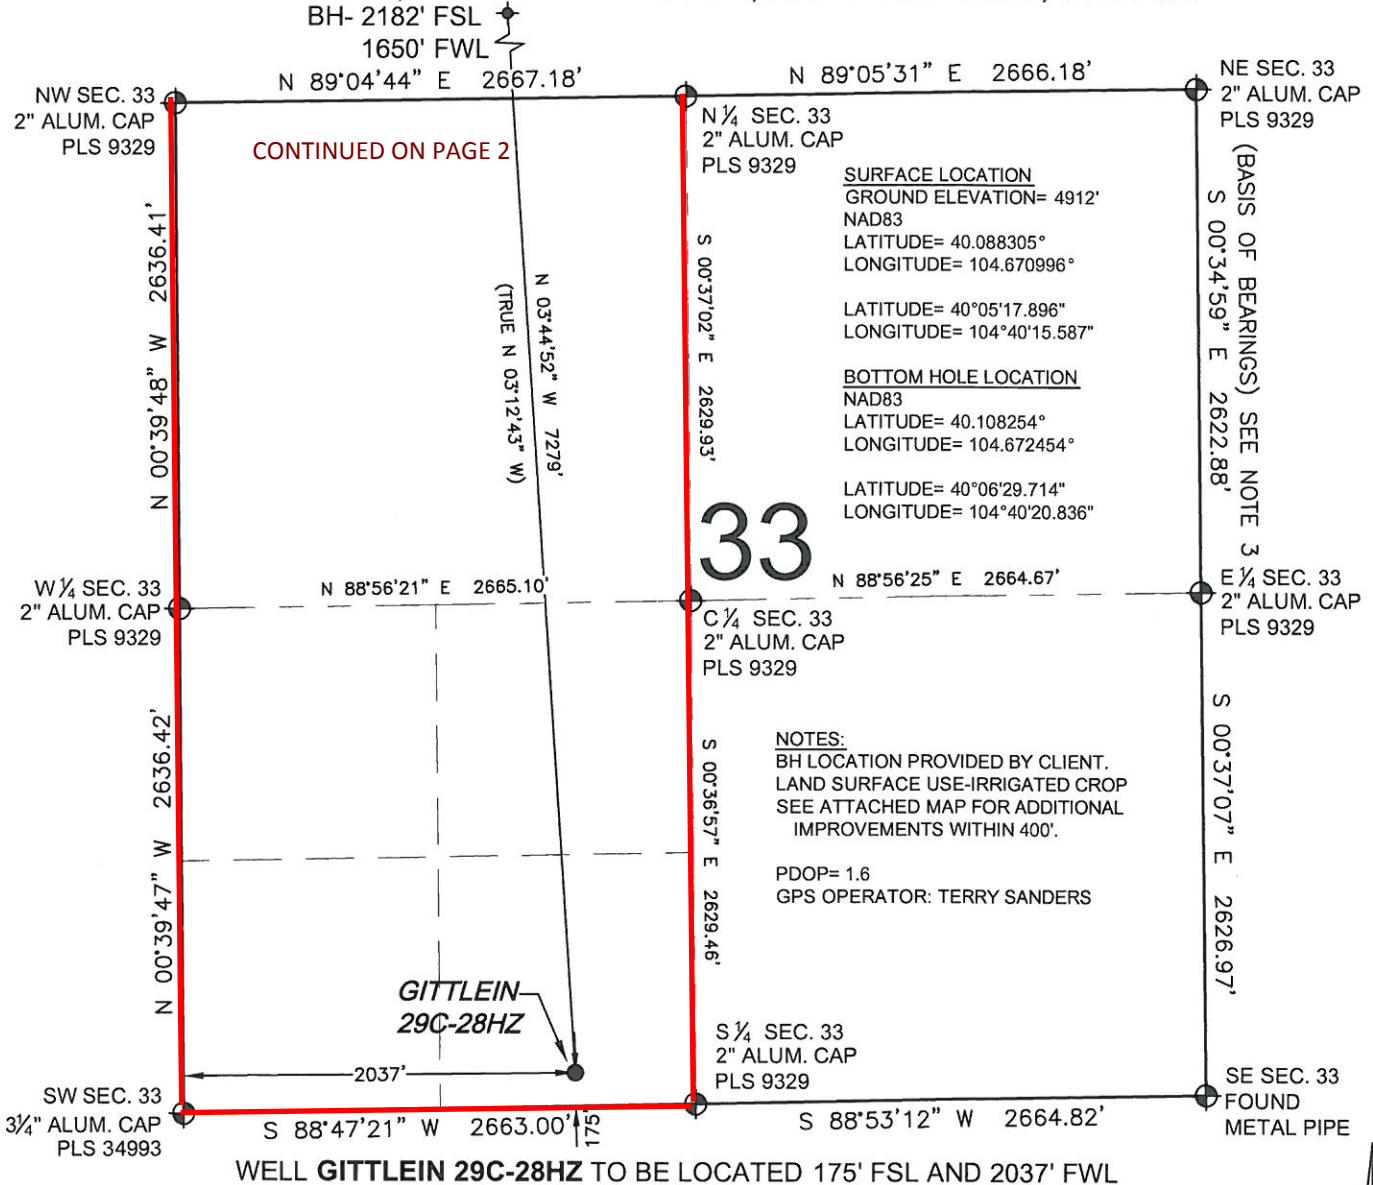 BH- 2182' FSL
1650' FWL
N 89°04'44" E 2667.18'
N 89°05'31" E 2666.18'
NW SEC. 33
2" ALUM. CAP
PLS 9329
N ¼ SEC. 33
2" ALUM. CAP
PLS 9329
NE SEC. 33
2" ALUM. CAP
PLS 9329
CONTINUED ON PAGE 2
SURFACE LOCATION
GROUND ELEVATION= 4912'
NAD83
LATITUDE= 40.088305°
LONGITUDE= 104.670996°
LATITUDE= 40°05'17.896"
LONGITUDE= 104°40'15.587"
BOTTOM HOLE LOCATION
NAD83
LATITUDE= 40.108254°
LONGITUDE= 104.672454°
LATITUDE= 40°06'29.714"
LONGITUDE= 104°40'20.836"
N 00°39'48" W 2636.41'
N 03°44'52" W 7279'
(TRUE N 03°12'43" W)
S 00°37'02" E 2629.93'
S 00°34'59" E 2622.88'
(BASIS OF BEARINGS) SEE NOTE 3
33
W ¼ SEC. 33
2" ALUM. CAP
PLS 9329
N 88°56'21" E 2665.10'
C ¼ SEC. 33
2" ALUM. CAP
PLS 9329
N 88°56'25" E 2664.67'
E ¼ SEC. 33
2" ALUM. CAP
PLS 9329
N 00°39'47" W 2636.42'
S 00°36'57" E 2629.46'
S 00°37'07" E 2626.97'
NOTES:
BH LOCATION PROVIDED BY CLIENT.
LAND SURFACE USE-IRRIGATED CROP
SEE ATTACHED MAP FOR ADDITIONAL
IMPROVEMENTS WITHIN 400'.
PDOP= 1.6
GPS OPERATOR: TERRY SANDERS
GITTLEIN
29C-28HZ
2037'
175'
SW SEC. 33
3¼" ALUM. CAP
PLS 34993
S 88°47'21" W 2663.00'
S ¼ SEC. 33
2" ALUM. CAP
PLS 9329
S 88°53'12" W 2664.82'
SE SEC. 33
FOUND
METAL PIPE
WELL GITTLEIN 29C-28HZ TO BE LOCATED 175' FSL AND 2037' FWL